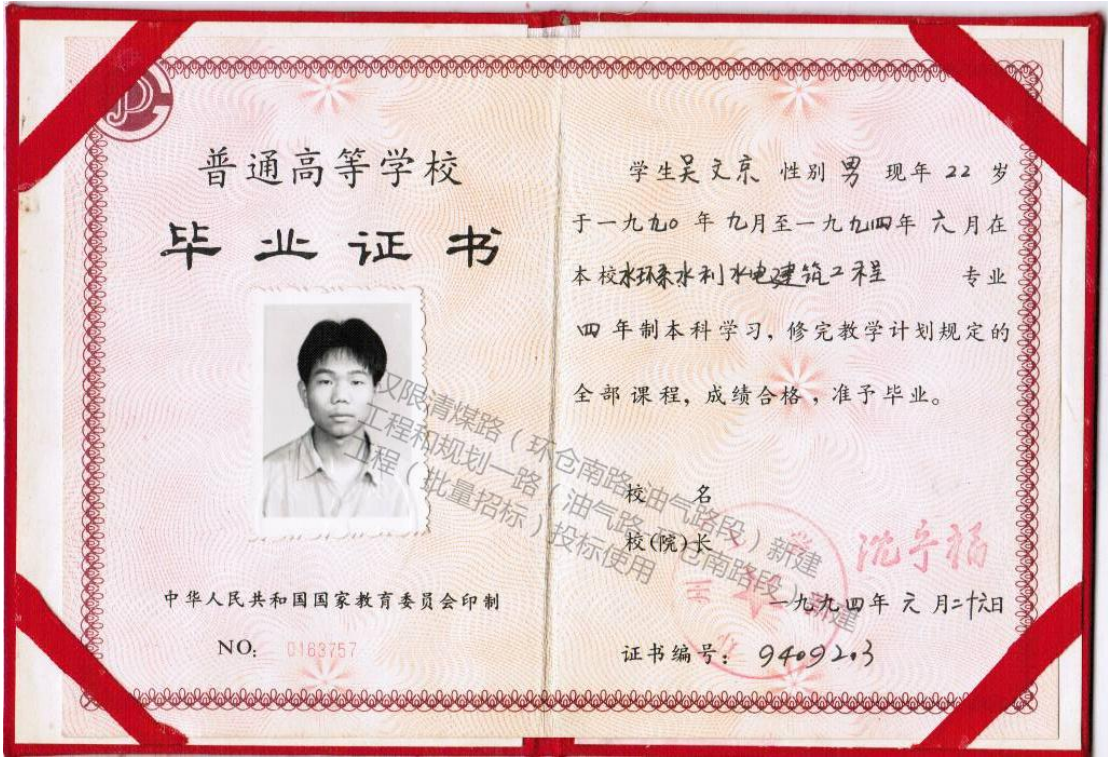 普通高等学校
毕业证书
中华人民共和国国家教育委员会印制
NO: 0163757
学生吴文京 性别 男 现年 22 岁
于一九九0 年 九月至一九九四年 六月在
本校水环系水利水电建筑工程 专业
四年制本科学习，修完教学计划规定的
全部课程，成绩合格，准予毕业。
校 名
校(院)长
一九九四年 六 月二十六日
证书编号：9409203
仅限清煤路（环仓南路-油气路段）新建
工程和规划一路（油气路-环仓南路段）新建
工程（批量招标）投标使用